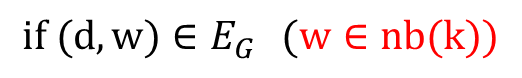 if (d,w) ∈ E_G (w ∈ nb(k))